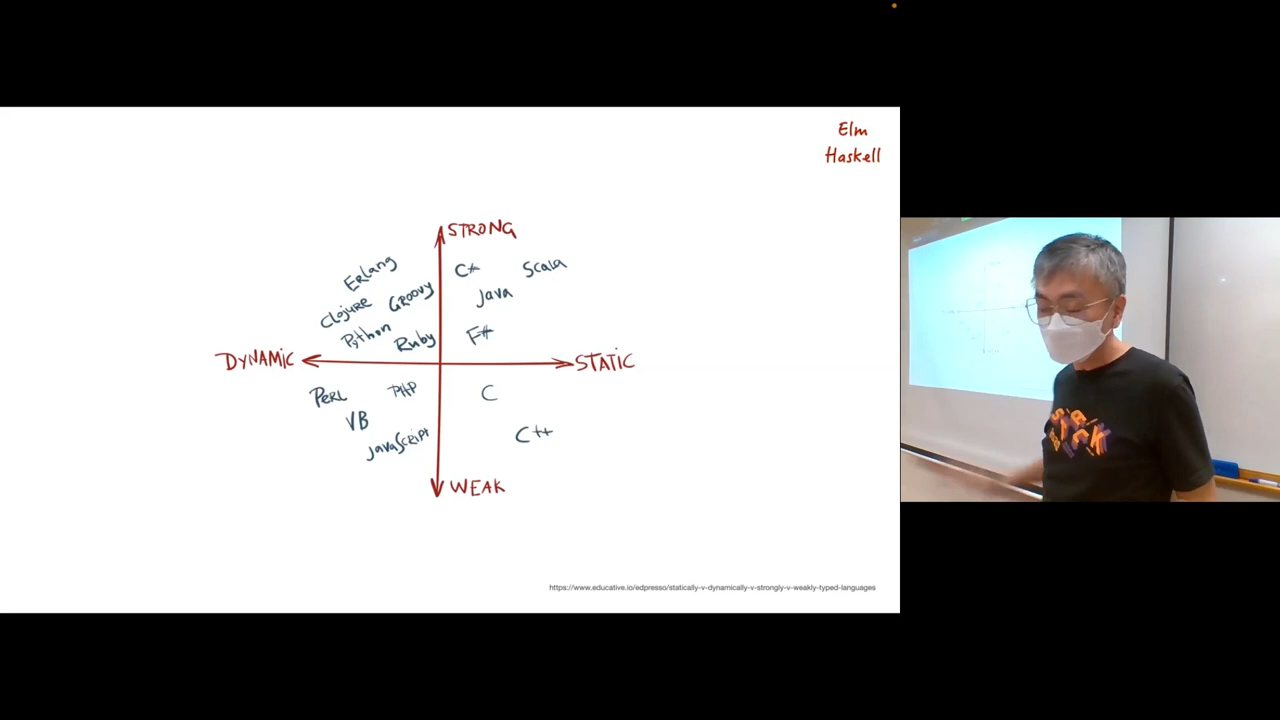 Elm
Haskell
STRONG
Erlang
C#
Scala
Clojure
Groovy
Java
Python
Ruby
F#
DYNAMIC
STATIC
Perl
PHP
C
VB
JavaScript
C++
WEAK
https://www.educative.io/edpresso/statically-v-dynamically-v-strongly-v-weakly-typed-languages